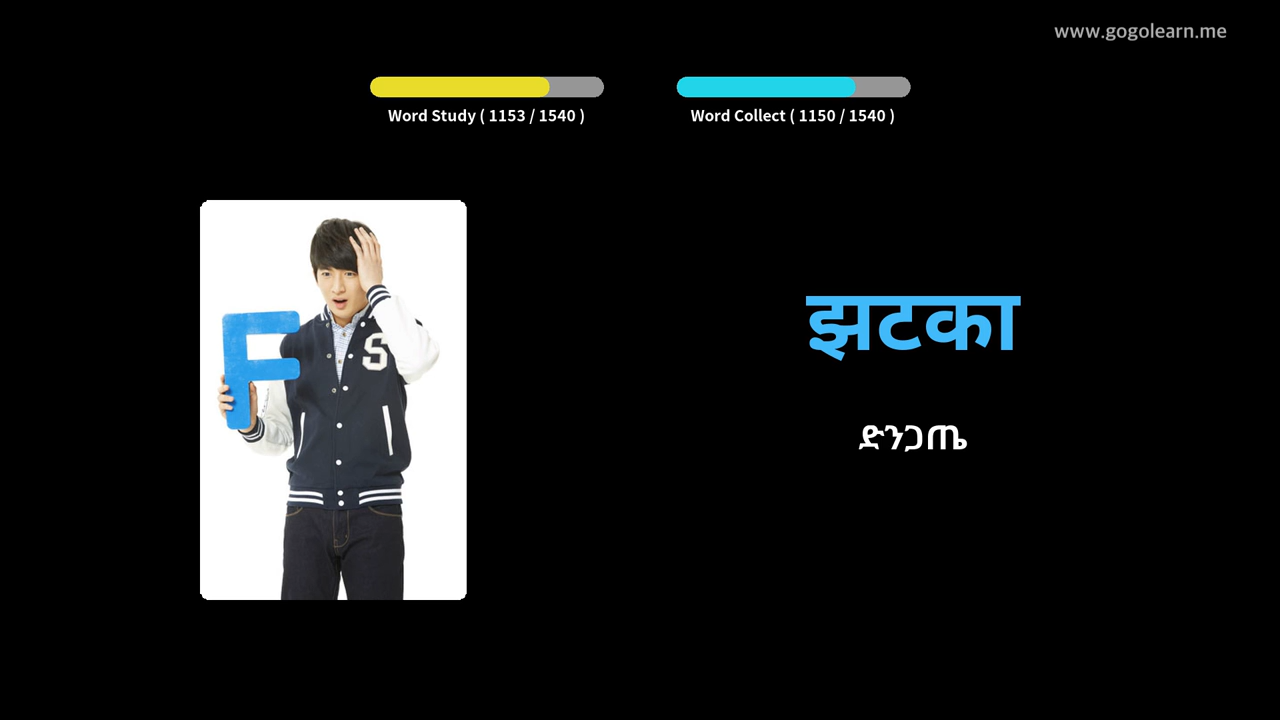 www.gogolearn.me
Word Study ( 1153 / 1540 )
Word Collect ( 1150 / 1540 )
F
S
झटका
ድንጋጤ